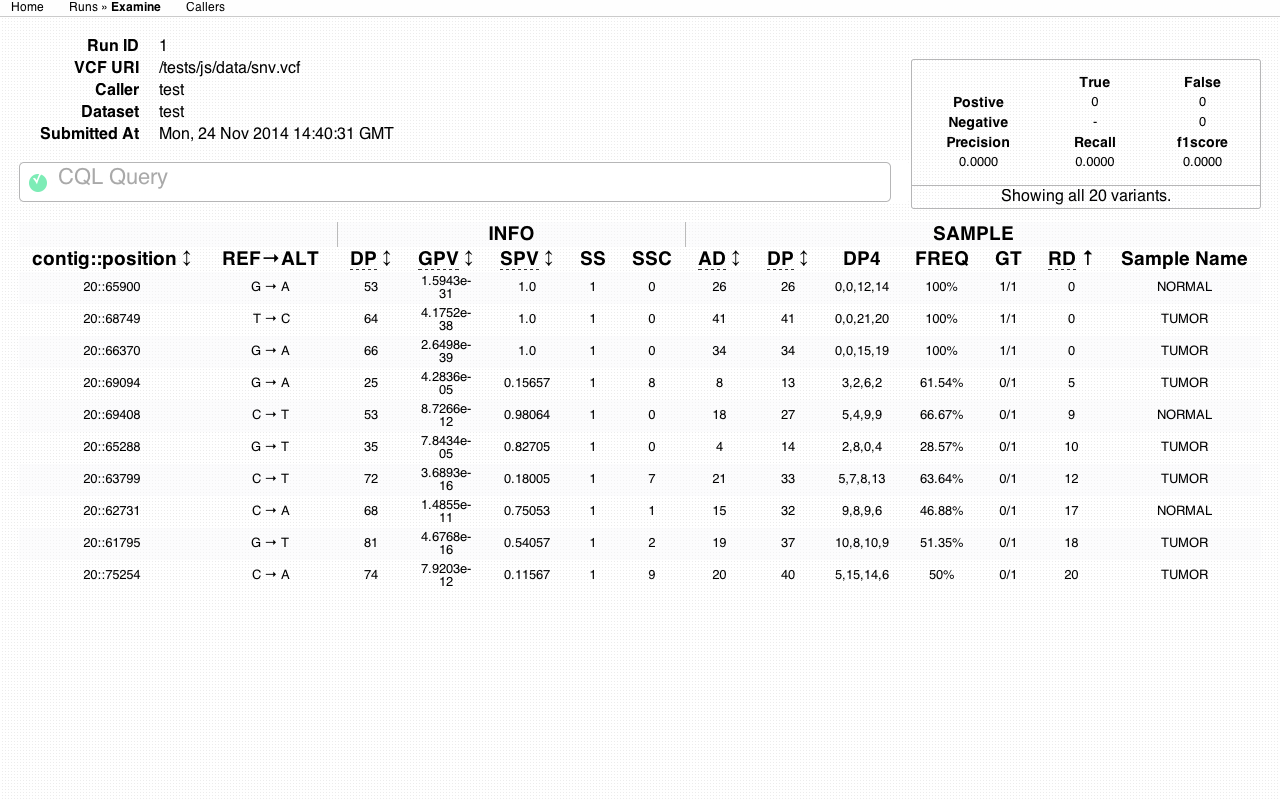 Home Runs » Examine Callers
Run ID 1
VCF URI /tests/js/data/snv.vcf
Caller test
Dataset test
Submitted At Mon, 24 Nov 2014 14:40:31 GMT
True False
Postive 0 0
Negative - 0
Precision Recall f1score
0.0000 0.0000 0.0000
Showing all 20 variants.
CQL Query
INFO SAMPLE
contig::position ↕ REF→ALT DP ↕ GPV ↕ SPV ↕ SS SSC AD ↕ DP ↕ DP4 FREQ GT RD ↑ Sample Name
20::65900 G → A 53 1.5943e-31 1.0 1 0 26 26 0,0,12,14 100% 1/1 0 NORMAL
20::68749 T → C 64 4.1752e-38 1.0 1 0 41 41 0,0,21,20 100% 1/1 0 TUMOR
20::66370 G → A 66 2.6498e-39 1.0 1 0 34 34 0,0,15,19 100% 1/1 0 TUMOR
20::69094 G → A 25 4.2836e-05 0.15657 1 8 8 13 3,2,6,2 61.54% 0/1 5 TUMOR
20::69408 C → T 53 8.7266e-12 0.98064 1 0 18 27 5,4,9,9 66.67% 0/1 9 NORMAL
20::65288 G → T 35 7.8434e-05 0.82705 1 0 4 14 2,8,0,4 28.57% 0/1 10 TUMOR
20::63799 C → T 72 3.6893e-16 0.18005 1 7 21 33 5,7,8,13 63.64% 0/1 12 TUMOR
20::62731 C → A 68 1.4855e-11 0.75053 1 1 15 32 9,8,9,6 46.88% 0/1 17 NORMAL
20::61795 G → T 81 4.6768e-16 0.54057 1 2 19 37 10,8,10,9 51.35% 0/1 18 TUMOR
20::75254 C → A 74 7.9203e-12 0.11567 1 9 20 40 5,15,14,6 50% 0/1 20 TUMOR